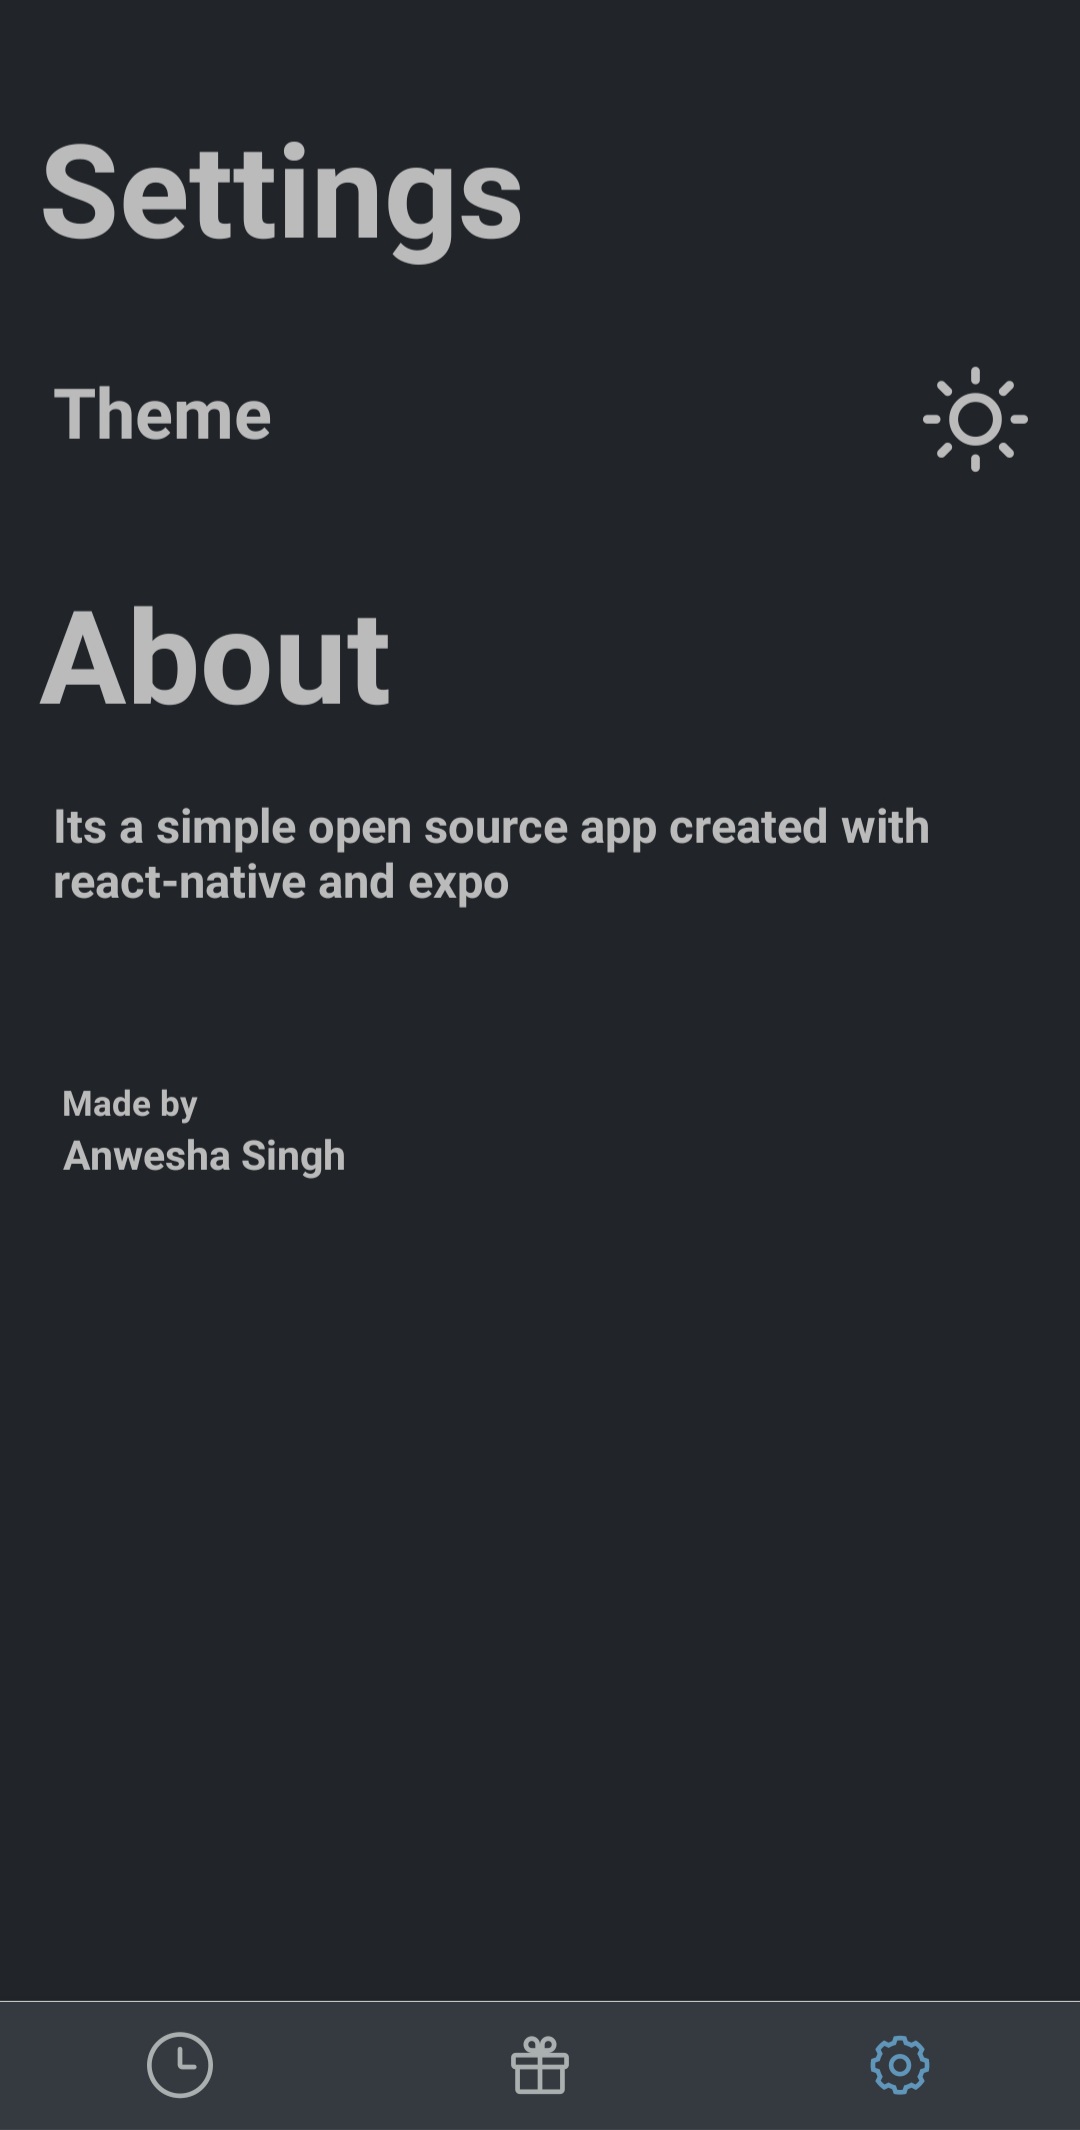 Settings
Theme
About
Its a simple open source app created with
react-native and expo
Made by
Anwesha Singh